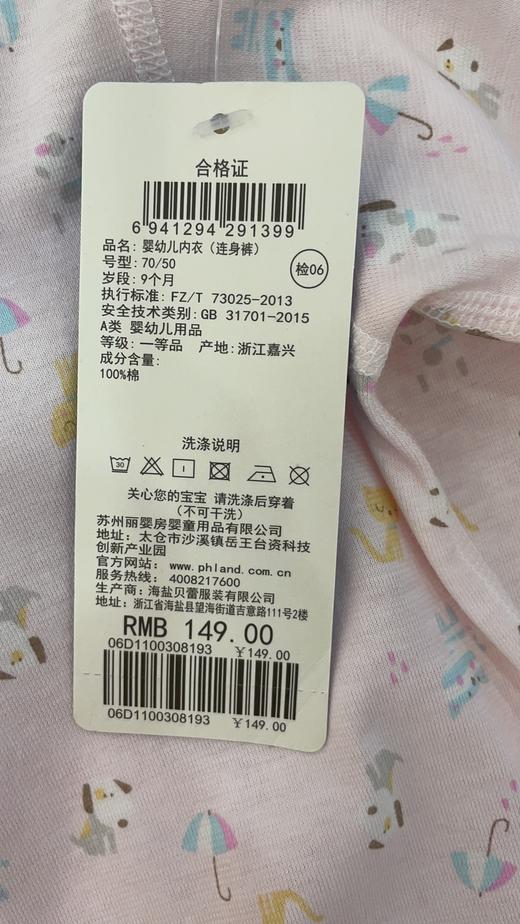 合格证
6 941294 291399
品名: 婴幼儿内衣（连身裤）
号型: 70/50
检06
岁段: 9个月
执行标准: FZ/T 73025-2013
安全技术类别: GB 31701-2015
A类 婴幼儿用品
等级: 一等品 产地: 浙江嘉兴
成分含量:
100%棉
洗涤说明
30
关心您的宝宝 请洗涤后穿着
（不可干洗）
苏州丽婴房婴童用品有限公司
地址: 太仓市沙溪镇岳王台资科技
创新产业园
官方网站: www.phland.com.cn
服务热线: 4008217600
生产商: 海盐贝蕾服装有限公司
地址: 浙江省海盐县望海街道吉意路111号2楼
RMB 149.00
06D1100308193 ￥149.00
06D1100308193 ￥149.00